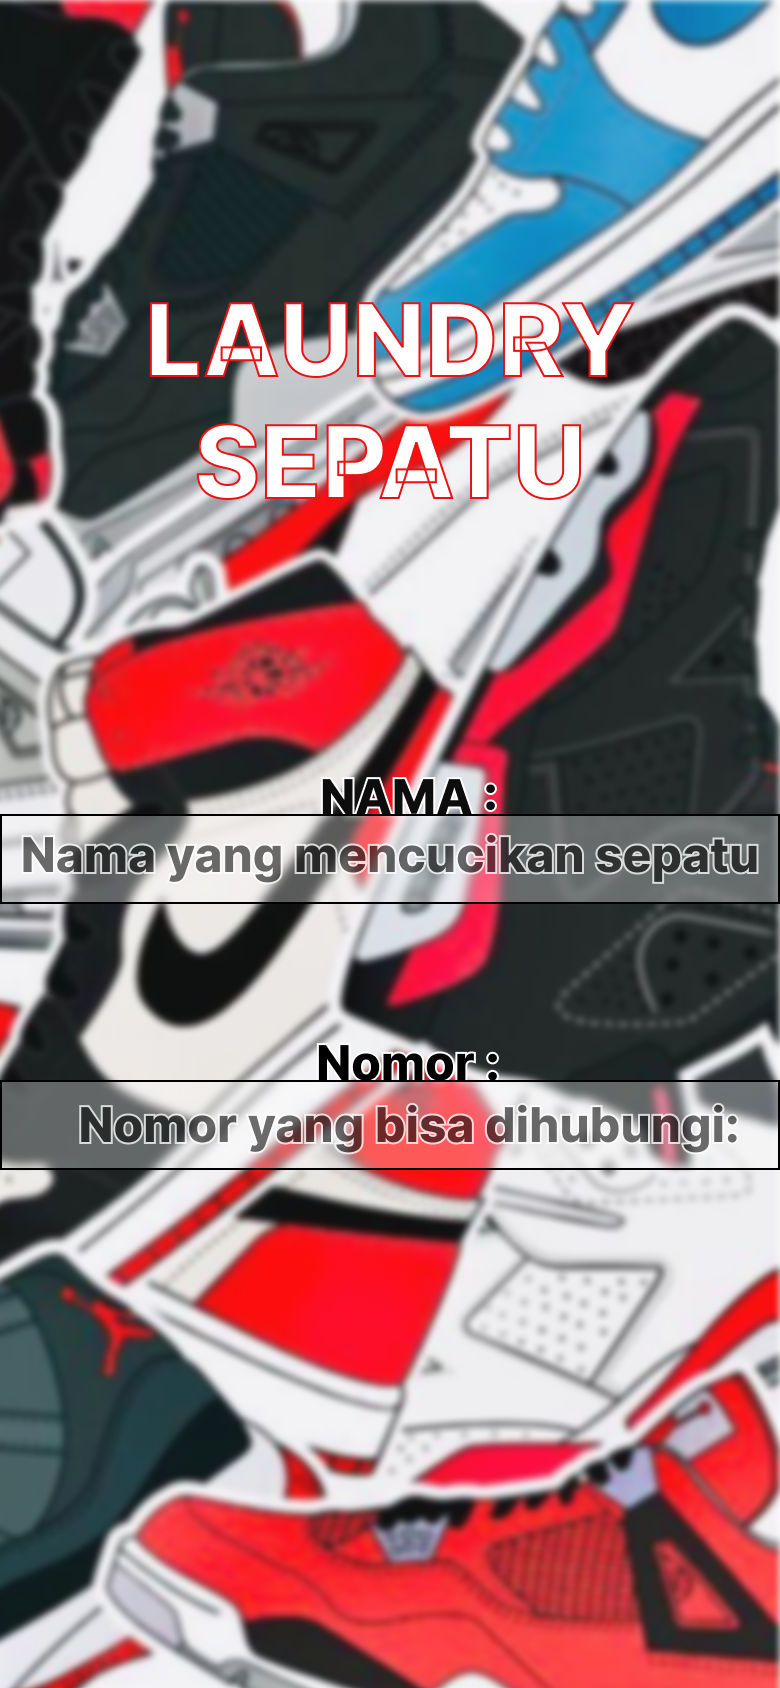 LAUNDRY
SEPATU
NAMA :
Nama yang mencucikan sepatu
Nomor :
Nomor yang bisa dihubungi: